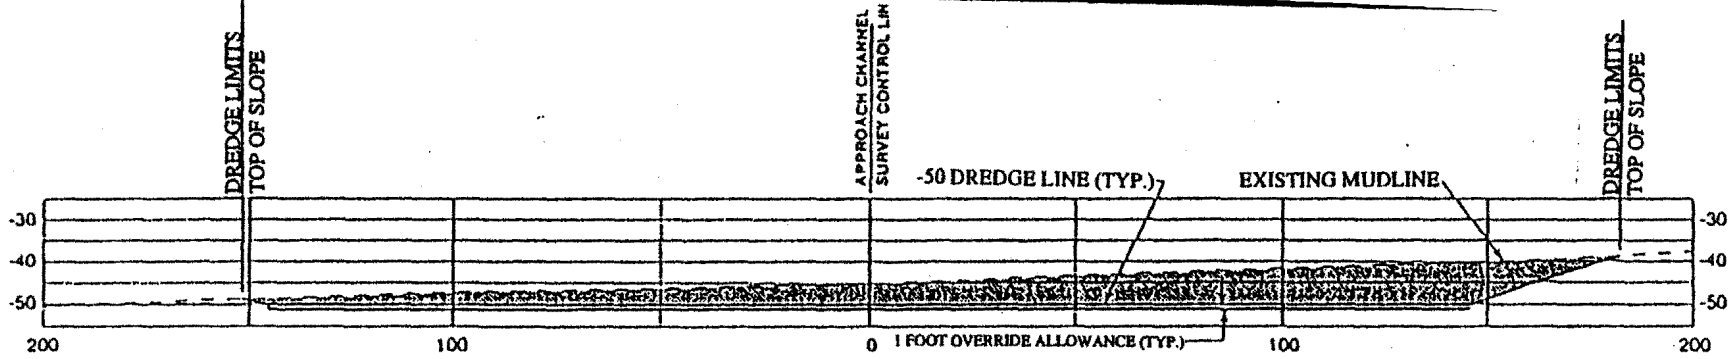 DREDGE LIMITS
TOP OF SLOPE
APPROACH CHANNEL
SURVEY CONTROL LIN
DREDGE LIMITS
TOP OF SLOPE
-50 DREDGE LINE (TYP.)
EXISTING MUDLINE
-30 -30
-40 -40
-50 -50
1 FOOT OVERRIDE ALLOWANCE (TYP.)
200 100 0 100 200